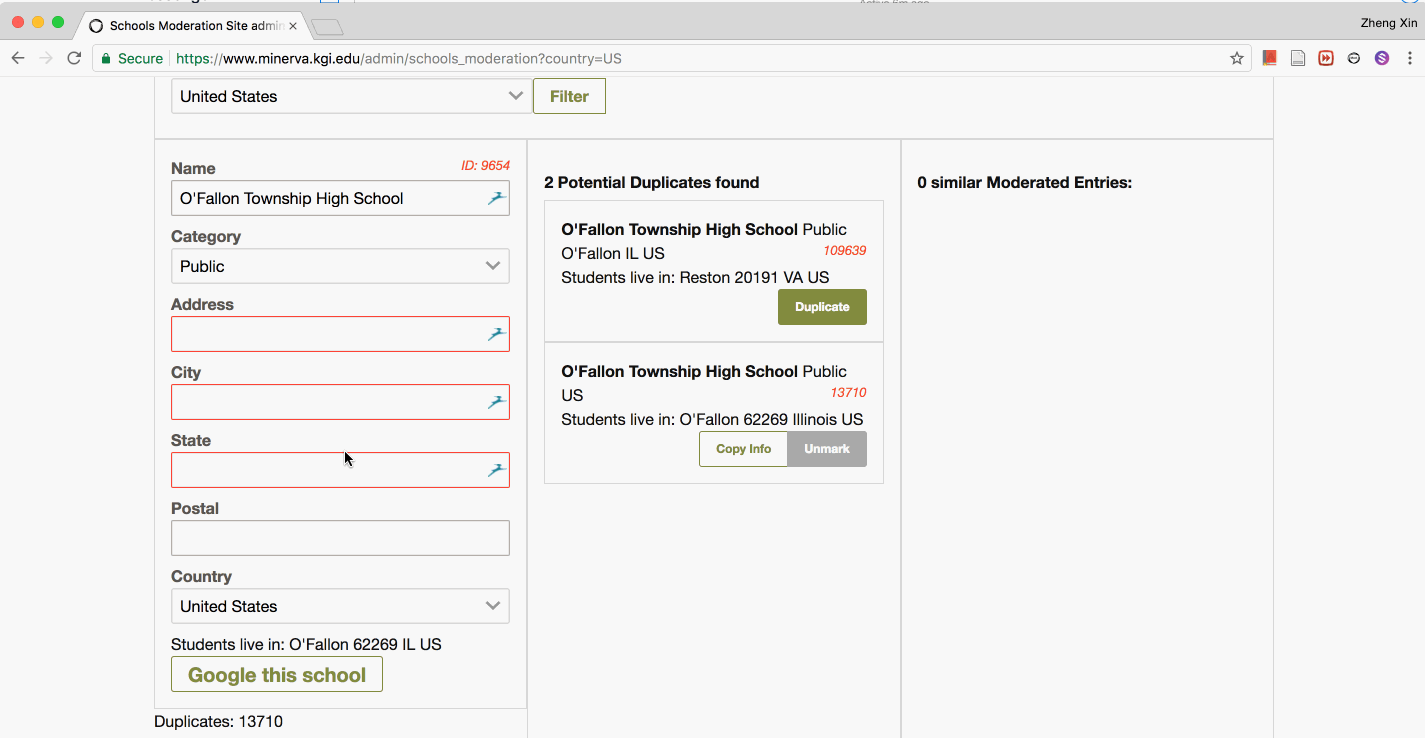 Schools Moderation Site admin
Zheng Xin
Secure
https://www.minerva.kgi.edu/admin/schools_moderation?country=US
United States
Filter
Name
ID: 9654
O'Fallon Township High School
Category
Public
Address
City
State
Postal
Country
United States
Students live in: O'Fallon 62269 IL US
Google this school
Duplicates: 13710
2 Potential Duplicates found
O'Fallon Township High School Public
O'Fallon IL US
109639
Students live in: Reston 20191 VA US
Duplicate
O'Fallon Township High School Public
US
13710
Students live in: O'Fallon 62269 Illinois US
Copy Info
Unmark
0 similar Moderated Entries: